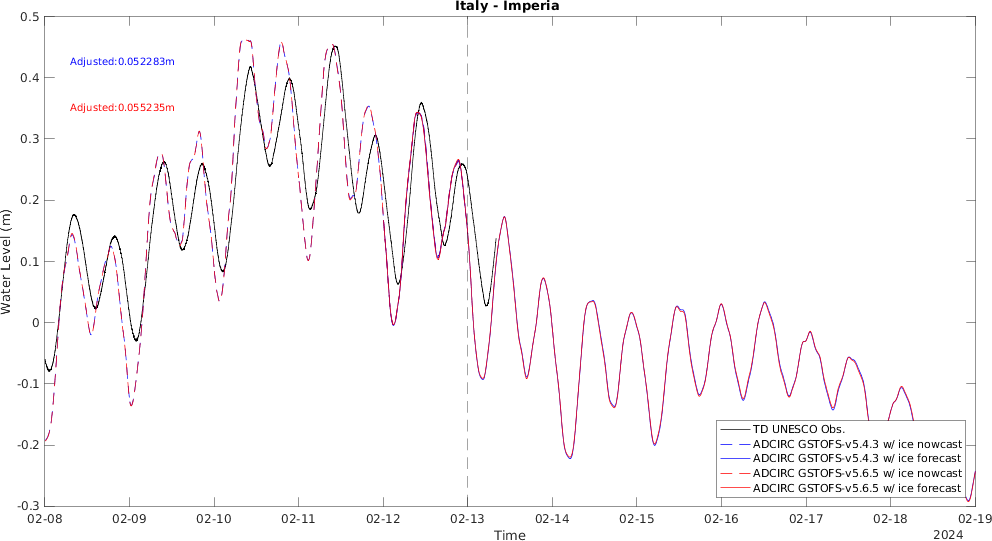 Italy - Imperia
0.5
0.4
0.3
0.2
0.1
0
-0.1
-0.2
-0.3
Water Level (m)
Adjusted:0.052283m
Adjusted:0.055235m
TD UNESCO Obs.
ADCIRC GSTOFS-v5.4.3 w/ ice nowcast
ADCIRC GSTOFS-v5.4.3 w/ ice forecast
ADCIRC GSTOFS-v5.6.5 w/ ice nowcast
ADCIRC GSTOFS-v5.6.5 w/ ice forecast
02-08 02-09 02-10 02-11 02-12 02-13 02-14 02-15 02-16 02-17 02-18 02-19
Time
2024